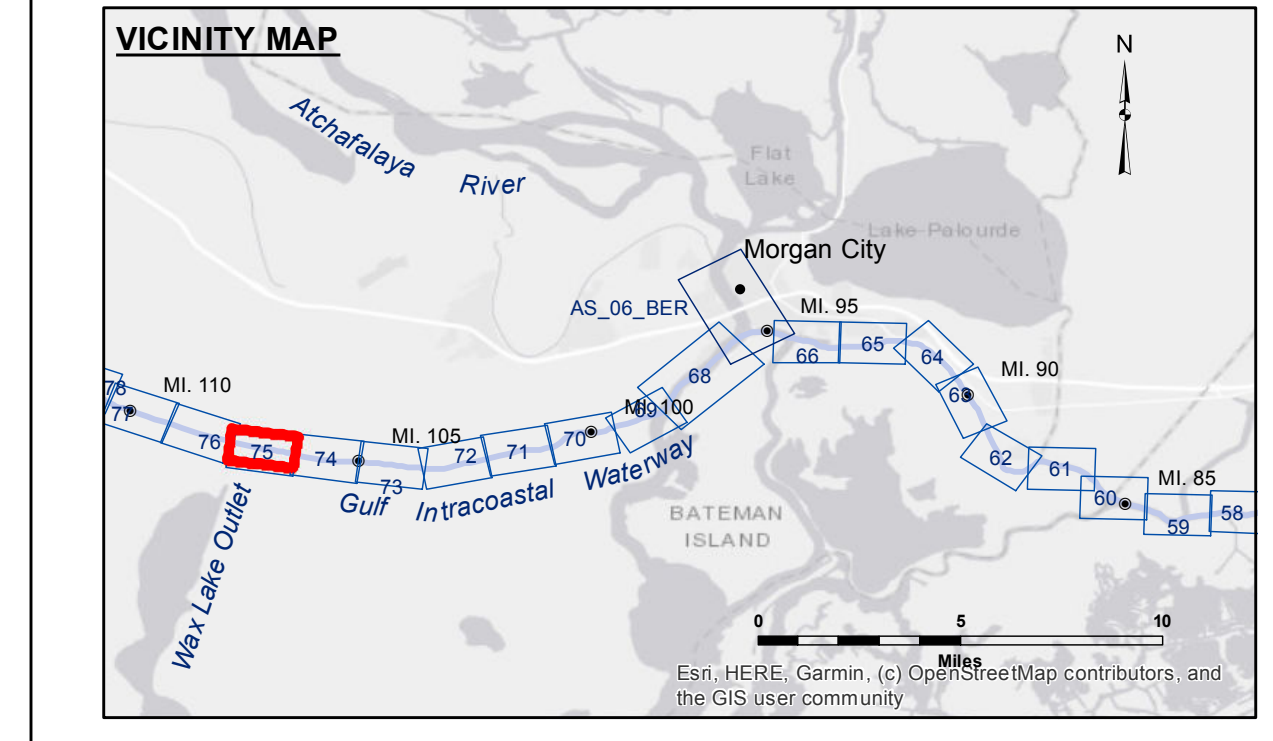 VICINITY MAP
N
Atchafalaya
River
Flat
Lake
Lake Palourde
Morgan City
AS_06_BER
MI. 95
66
65
64
MI. 90
63
68
MI. 110
78
77
69
MI. 100
76
75
74
MI. 105
73
72
71
70
62
61
60
MI. 85
59
58
Gulf Intracoastal Waterway
Wax Lake Outlet
BATEMAN
ISLAND
0 5 10
Miles
Esri, HERE, Garmin, (c) OpenStreetMap contributors, and
the GIS user community